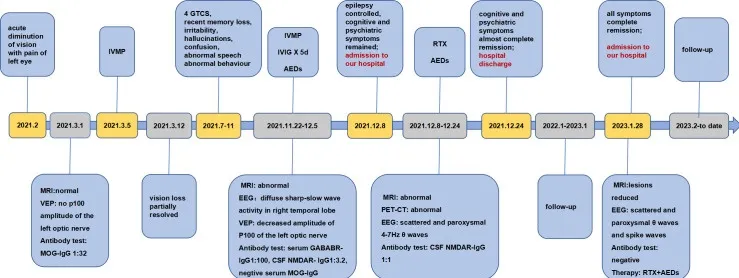 acute
diminution
of vision
with pain of
left eye
IVMP
4 GTCS,
recent memory loss,
irritability,
hallucinations,
confusion,
abnormal speech
abnormal behaviour
IVMP
IVIG X 5d
AEDs
epilepsy
controlled,
cognitive and
psychiatric
symptoms
remained;
admission to
our hospital
RTX
AEDs
cognitive and
psychiatric
symptoms
almost complete
remission;
hospital
discharge
all symptoms
complete
remission;
admission to
our hospital
follow-up
2021.2
2021.3.1
2021.3.5
2021.3.12
2021.7-11
2021.11.22-12.5
2021.12.8
2021.12.8-12.24
2021.12.24
2022.1-2023.1
2023.1.28
2023.2-to date
MRI:normal
VEP: no p100
amplitude of the
left optic nerve
Antibody test:
MOG-IgG 1:32
vision loss
partially
resolved
MRI: abnormal
EEG: diffuse sharp-slow wave
activity in right temporal lobe
VEP: decreased amplitude of
P100 of the left optic nerve
Antibody test: serum GABABR-
IgG1:100, CSF NMDAR- IgG1:3.2,
negtive serum MOG-IgG
MRI: abnormal
PET-CT: abnormal
EEG: scattered and paroxysmal
4-7Hz θ waves
Antibody test: CSF NMDAR-IgG
1:1
follow-up
MRI:lesions
reduced
EEG: scattered and
paroxysmal θ waves
and spike waves
Antibody test:
negative
Therapy: RTX+AEDs